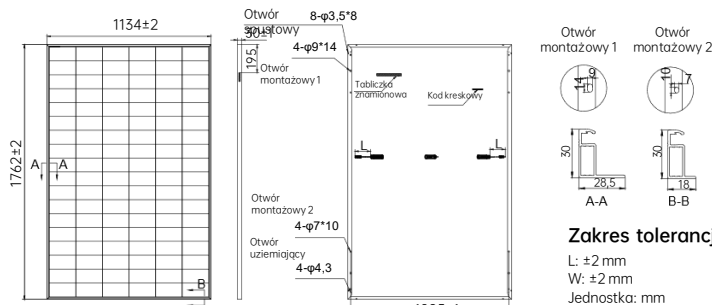 1134±2
1762±2
A
A
B
Otwór
spustowy
30±1
195
8-φ3,5*8
4-φ9*14
Otwór
montażowy 1
Tabliczka
znamionowa
Kod kreskowy
L
L
Otwór
montażowy 2
4-φ7*10
Otwór
uziemiający
4-φ4,3
Otwór
montażowy 1
Otwór
montażowy 2
14
9
10
7
30
28,5
A-A
30
18
B-B
Zakres tolerancj
L: ±2 mm
W: ±2 mm
Jednostka: mm